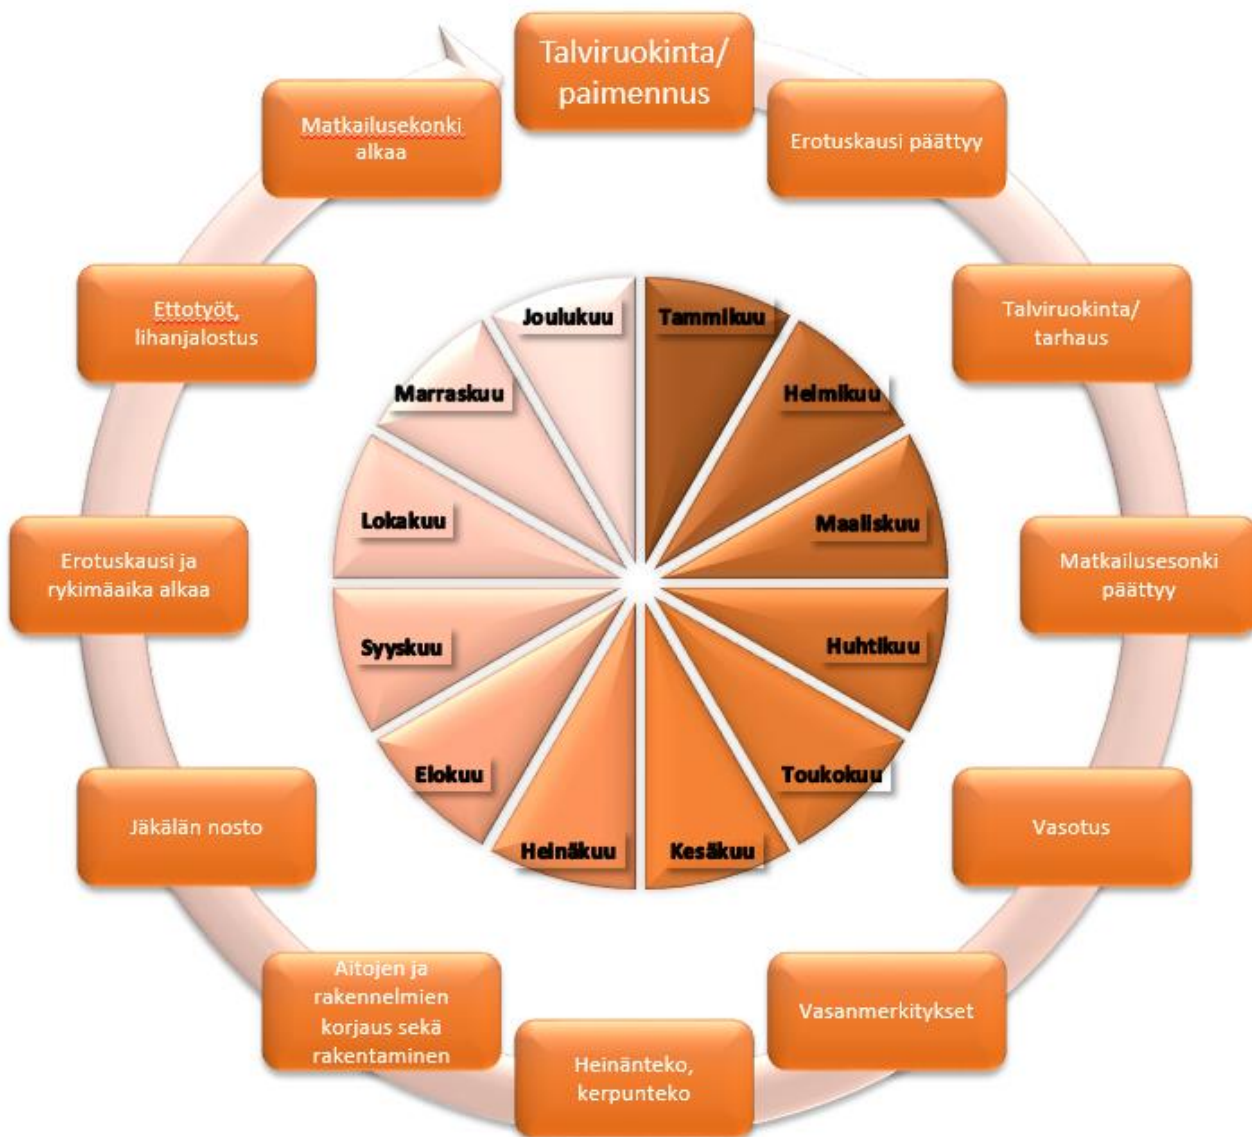 Talviruokinta/
paimennus
Erotuskausi päättyy
Talviruokinta/
tarhaus
Matkailusesonki
päättyy
Vasotus
Vasanmerkitykset
Heinänteko,
kerpunteko
Aitojen ja
rakennelmien
korjaus sekä
rakentaminen
Jäkälän nosto
Erotuskausi ja
rykimäaika alkaa
Ettotyöt,
lihanjalostus
Matkailusekonki
alkaa
Tammikuu
Helmikuu
Maaliskuu
Huhtikuu
Toukokuu
Kesäkuu
Heinäkuu
Elokuu
Syyskuu
Lokakuu
Marraskuu
Joulukuu